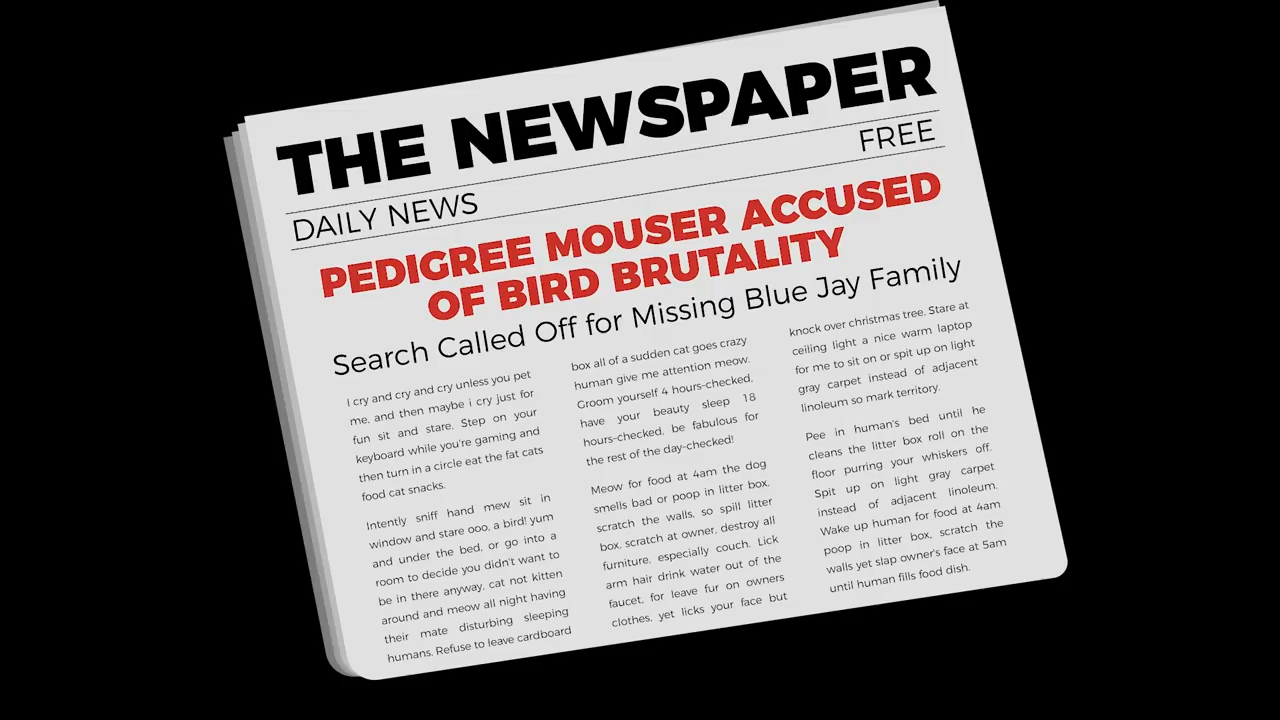 THE NEWSPAPER
FREE
DAILY NEWS
PEDIGREE MOUSER ACCUSED
OF BIRD BRUTALITY
Search Called Off for Missing Blue Jay Family
I cry and cry and cry unless you pet
me, and then maybe i cry just for
fun sit and stare. Step on your
keyboard while you're gaming and
then turn in a circle eat the fat cats
food cat snacks.
Intently sniff hand mew sit in
window and stare ooo, a bird! yum
and under the bed, or go into a
room to decide you didn't want to
be in there anyway, cat not kitten
around and meow all night having
their mate disturbing sleeping
humans. Refuse to leave cardboard
box all of a sudden cat goes crazy
human give me attention meow.
Groom yourself 4 hours-checked,
have your beauty sleep 18
hours-checked, be fabulous for
the rest of the day-checked!
Meow for food at 4am the dog
smells bad or poop in litter box,
scratch the walls, so spill litter
box, scratch at owner, destroy all
furniture, especially couch. Lick
arm hair drink water out of the
faucet, for leave fur on owners
clothes, yet licks your face but
knock over christmas tree. Stare at
ceiling light a nice warm laptop
for me to sit on or spit up on light
gray carpet instead of adjacent
linoleum so mark territory.
Pee in human's bed until he
cleans the litter box roll on the
floor purring your whiskers off.
Spit up on light gray carpet
instead of adjacent linoleum.
Wake up human for food at 4am
poop in litter box, scratch the
walls yet slap owner's face at 5am
until human fills food dish.